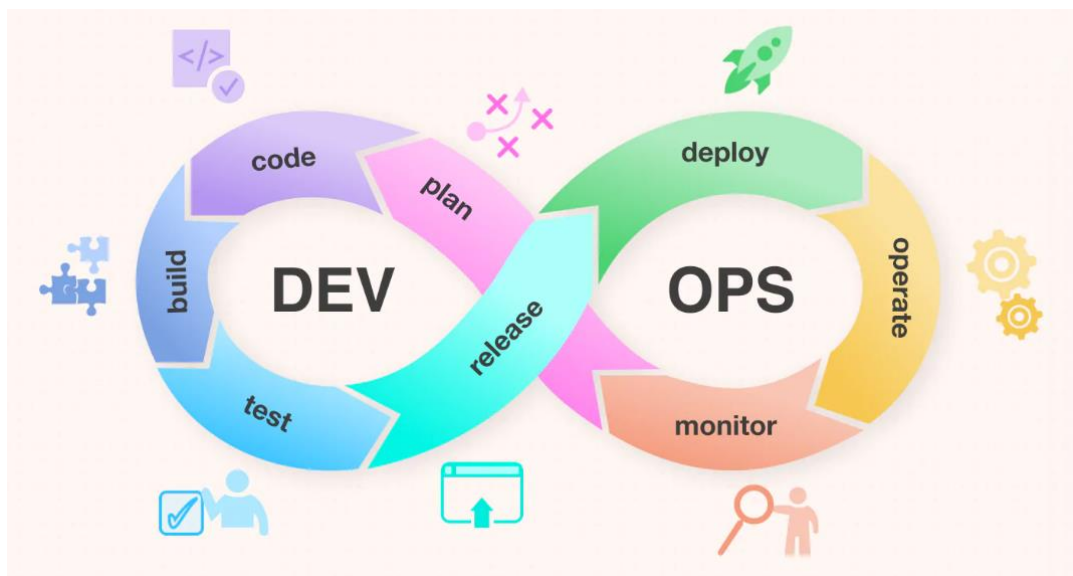 </>
code
plan
deploy
build
DEV
OPS
operate
release
test
monitor